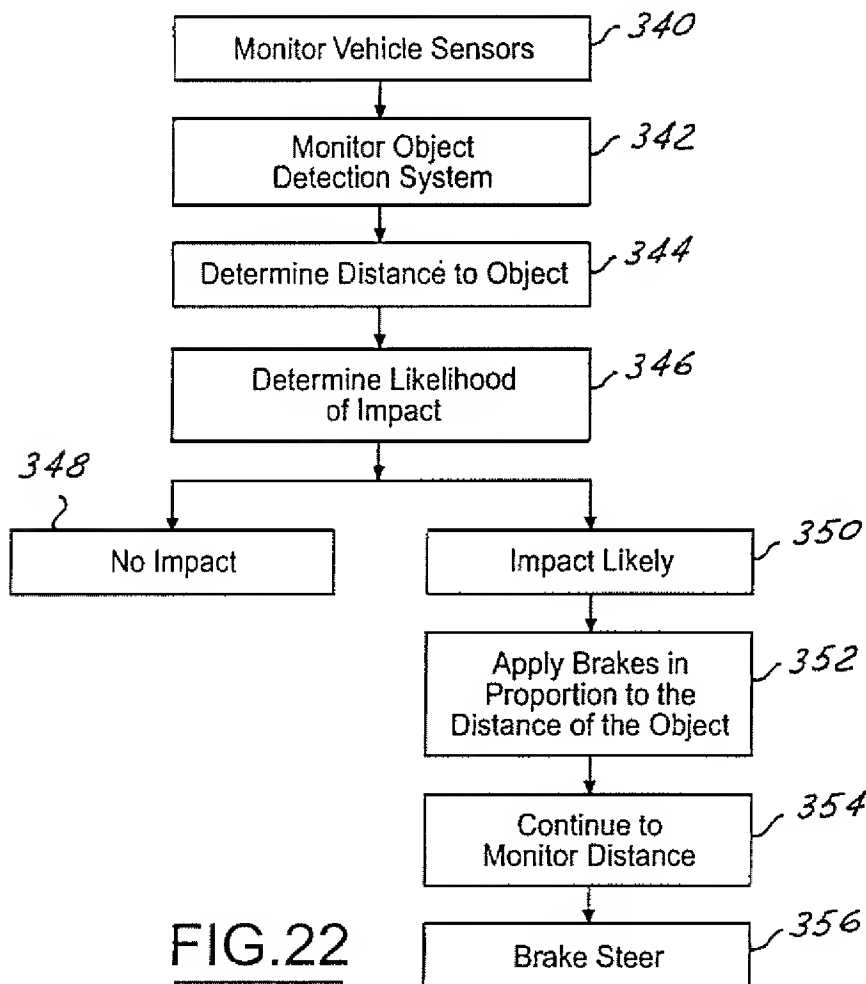 Monitor Vehicle Sensors
340
Monitor Object
Detection System
342
Determine Distance to Object
344
Determine Likelihood
of Impact
346
348
No Impact
Impact Likely
350
Apply Brakes in
Proportion to the
Distance of the Object
352
Continue to
Monitor Distance
354
Brake Steer
356
FIG.22